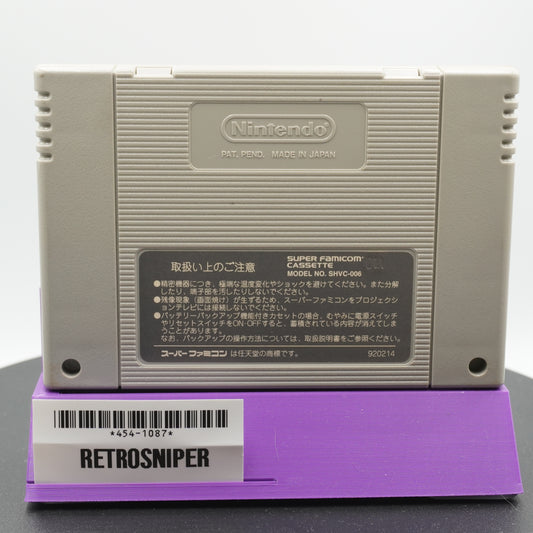 Nintendo
PAT. PEND. MADE IN JAPAN
取扱い上のご注意
SUPER FAMICOM
CASSETTE
MODEL NO. SHVC-006
●精密機器につき、極端な温度変化やショックを避けてください。また分解
したり、端子部を汚したりしないでください。
●残像現象（画面焼け）が生ずるため、スーパーファミコンをプロジェクシ
ョンテレビには接続しないでください。
●バッテリーバックアップ機能付きカセットの場合、むやみに電源スイッチ
やリセットスイッチをON-OFFすると、蓄積されている内容が消えてしま
うことがあります。
なお、バックアップの操作方法については、取扱説明書をご参照ください。
スーパーファミコン は任天堂の商標です。
920214
*454-1087*
RETROSNIPER